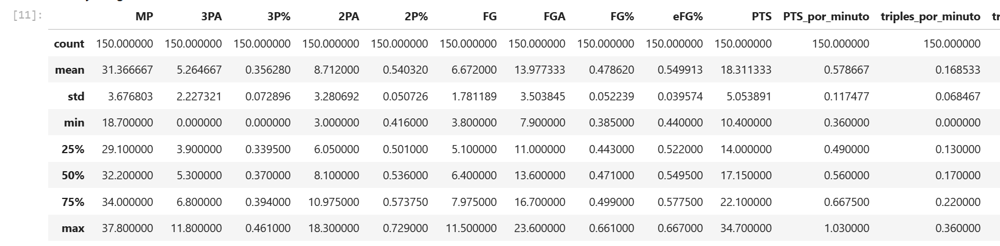 [11]:
MP 3PA 3P% 2PA 2P% FG FGA FG% eFG% PTS PTS_por_minuto triples_por_minuto tr
count 150.000000 150.000000 150.000000 150.000000 150.000000 150.000000 150.000000 150.000000 150.000000 150.000000 150.000000 150.000000
mean 31.366667 5.264667 0.356280 8.712000 0.540320 6.672000 13.977333 0.478620 0.549913 18.311333 0.578667 0.168533
std 3.676803 2.227321 0.072896 3.280692 0.050726 1.781189 3.503845 0.052239 0.039574 5.053891 0.117477 0.068467
min 18.700000 0.000000 0.000000 3.000000 0.416000 3.800000 7.900000 0.385000 0.440000 10.400000 0.360000 0.000000
25% 29.100000 3.900000 0.339500 6.050000 0.501000 5.100000 11.000000 0.443000 0.522000 14.000000 0.490000 0.130000
50% 32.200000 5.300000 0.370000 8.100000 0.536000 6.400000 13.600000 0.471000 0.549500 17.150000 0.560000 0.170000
75% 34.000000 6.800000 0.394000 10.975000 0.573750 7.975000 16.700000 0.499000 0.577500 22.100000 0.667500 0.220000
max 37.800000 11.800000 0.461000 18.300000 0.729000 11.500000 23.600000 0.661000 0.667000 34.700000 1.030000 0.360000